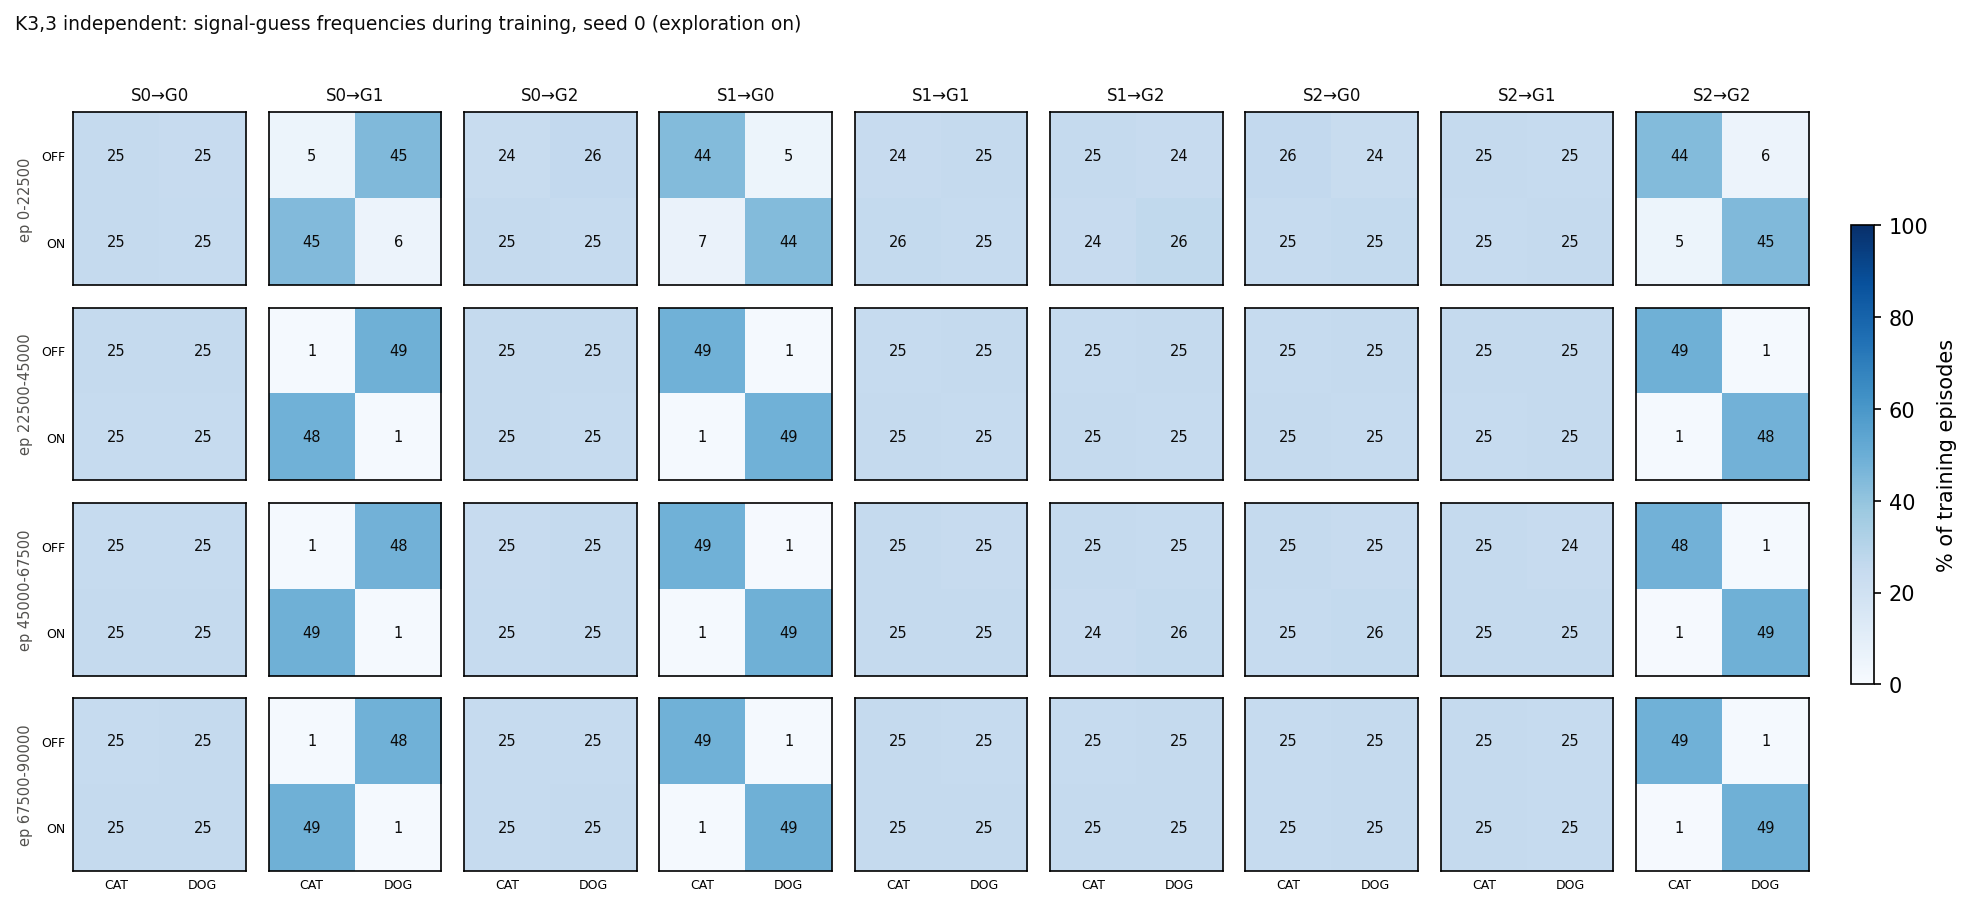 K3,3 independent: signal-guess frequencies during training, seed 0 (exploration on)
S0→G0 S0→G1 S0→G2 S1→G0 S1→G1 S1→G2 S2→G0 S2→G1 S2→G2
ep 0-22500
OFF 25 25 5 45 24 26 44 5 24 25 25 24 26 24 25 25 44 6
ON 25 25 45 6 25 25 7 44 26 25 24 26 25 25 25 25 5 45
ep 22500-45000
OFF 25 25 1 49 25 25 49 1 25 25 25 25 25 25 25 25 49 1
ON 25 25 48 1 25 25 1 49 25 25 25 25 25 25 25 25 1 48
ep 45000-67500
OFF 25 25 1 48 25 25 49 1 25 25 25 25 25 25 25 24 48 1
ON 25 25 49 1 25 25 1 49 25 25 24 26 25 26 25 25 1 49
ep 67500-90000
OFF 25 25 1 48 25 25 49 1 25 25 25 25 25 25 25 25 49 1
ON 25 25 49 1 25 25 1 49 25 25 25 25 25 25 25 25 1 49
CAT DOG CAT DOG CAT DOG CAT DOG CAT DOG CAT DOG CAT DOG CAT DOG CAT DOG
100
80
60
40
20
0
% of training episodes